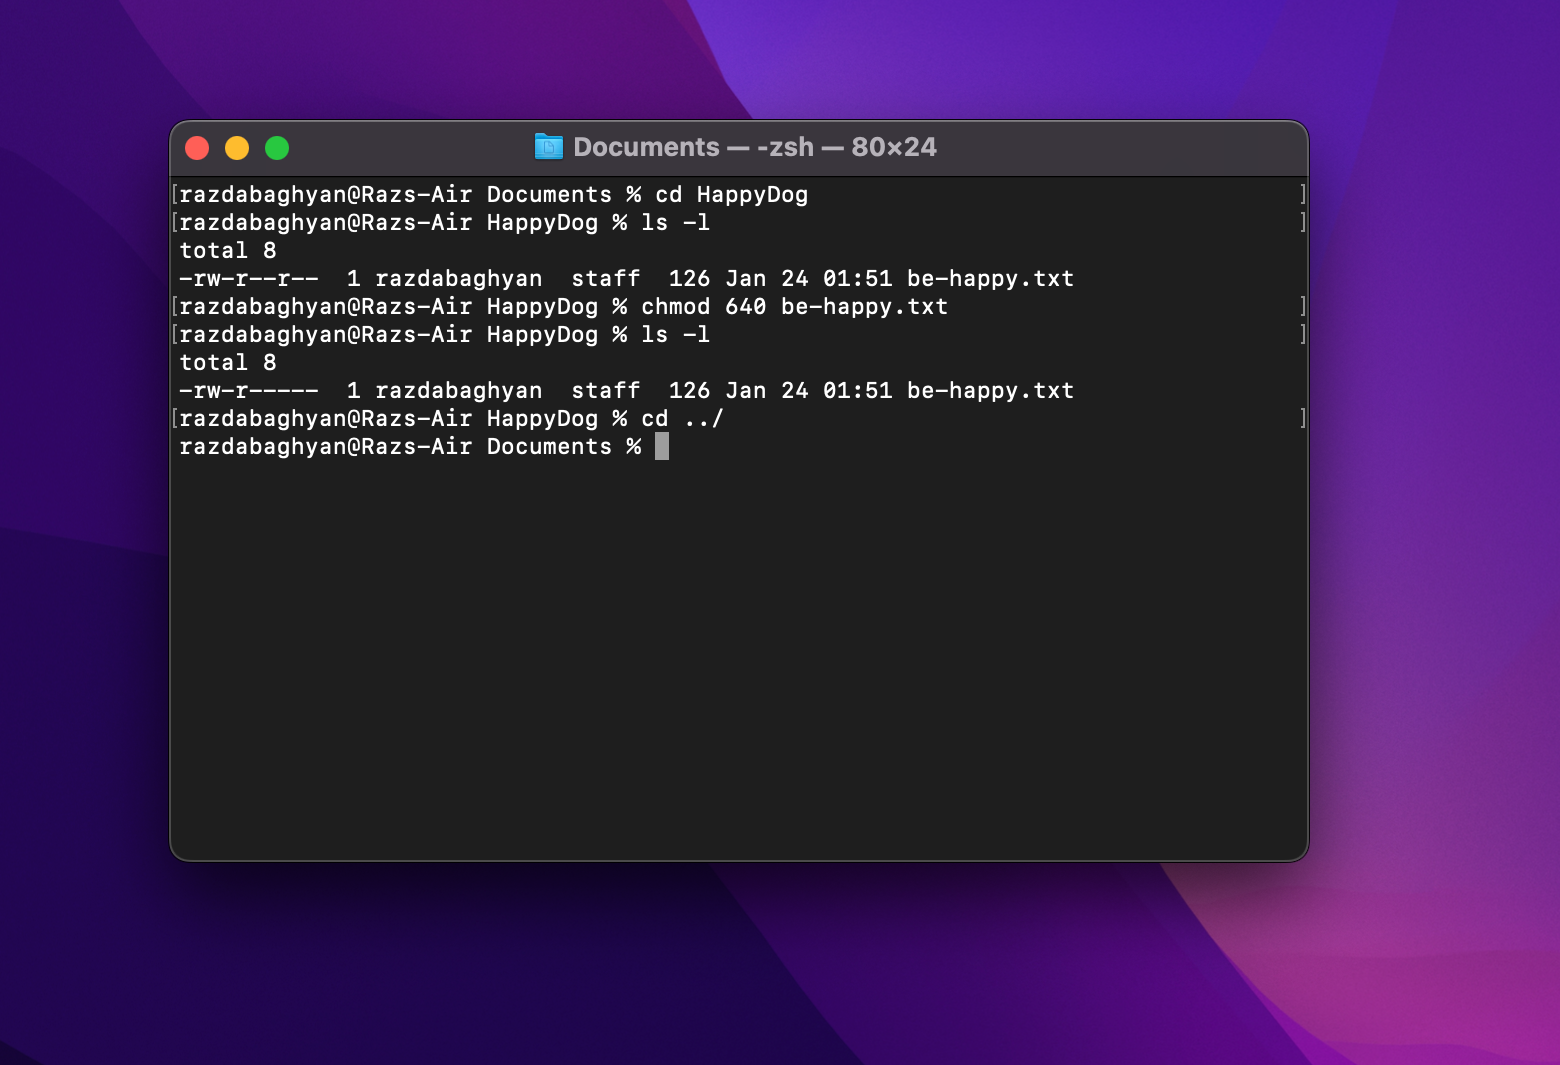 Documents — -zsh — 80×24
[razdabaghyan@Razs-Air Documents % cd HappyDog ]
[razdabaghyan@Razs-Air HappyDog % ls -l ]
total 8
-rw-r--r--  1 razdabaghyan  staff  126 Jan 24 01:51 be-happy.txt
[razdabaghyan@Razs-Air HappyDog % chmod 640 be-happy.txt ]
[razdabaghyan@Razs-Air HappyDog % ls -l ]
total 8
-rw-r-----  1 razdabaghyan  staff  126 Jan 24 01:51 be-happy.txt
[razdabaghyan@Razs-Air HappyDog % cd ../ ]
razdabaghyan@Razs-Air Documents %